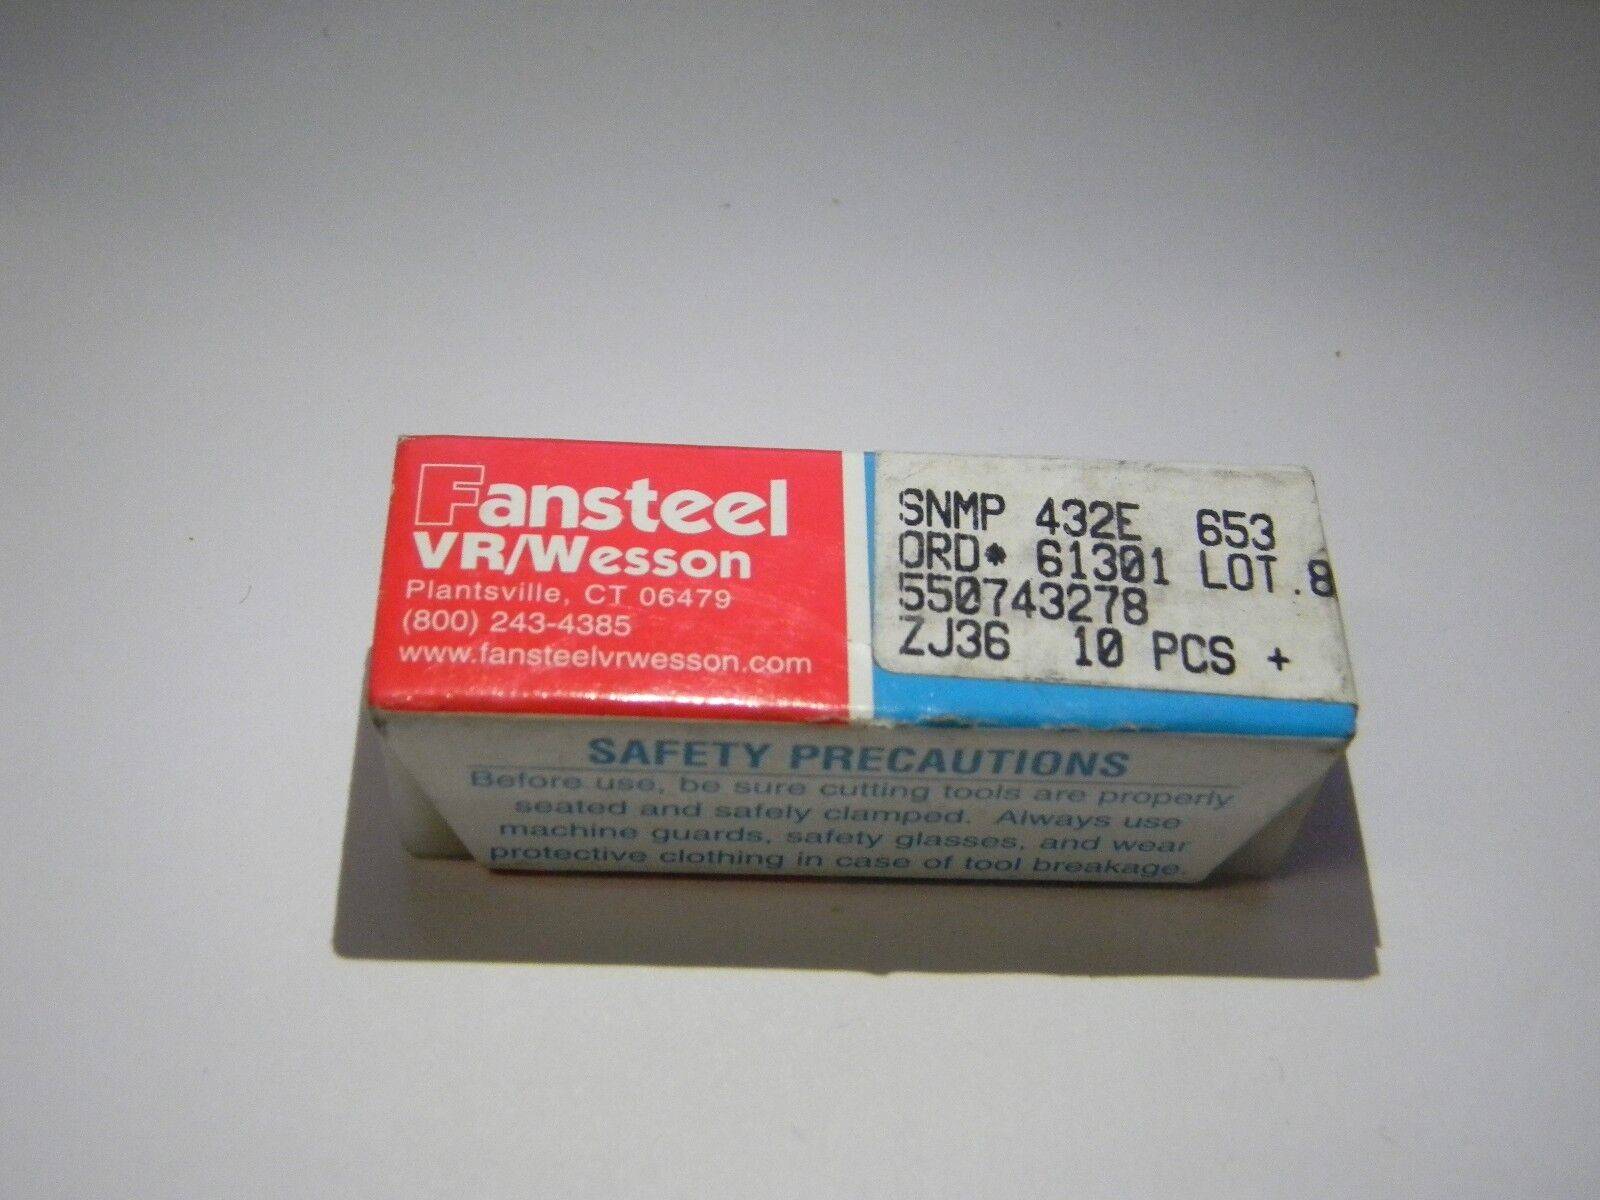 Fansteel
VR/Wesson
Plantsville, CT 06479
(800) 243-4385
www.fansteelvrwesson.com
SNMP 432E 653
ORD* 61301 LOT.8
550743278
ZJ36 10 PCS +
SAFETY PRECAUTIONS
Before use, be sure cutting tools are properly
seated and safely clamped. Always use
machine guards, safety glasses, and wear
protective clothing in case of tool breakage.